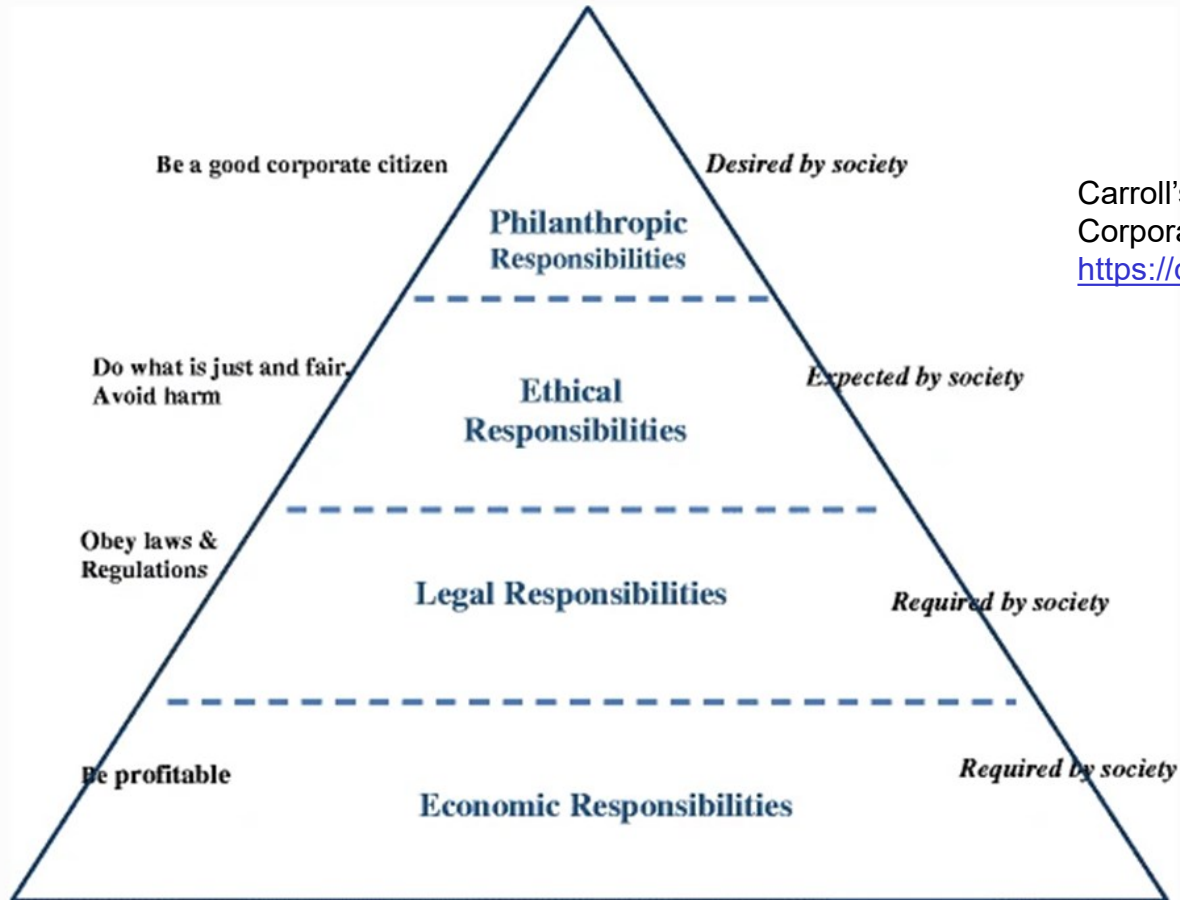 Be a good corporate citizen
Desired by society
Carroll's
Corpora
https://
Philanthropic
Responsibilities
Do what is just and fair.
Avoid harm
Expected by society
Ethical
Responsibilities
Obey laws &
Regulations
Legal Responsibilities
Required by society
Be profitable
Required by society
Economic Responsibilities